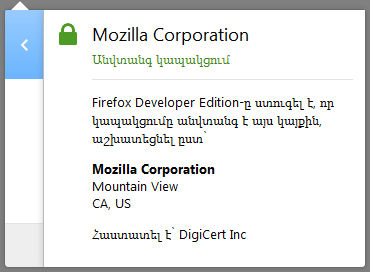 Mozilla Corporation
Անվտանգ կապակցում
Firefox Developer Edition-ը ստուգել է, որ
կապակցումը անվտանգ է այս կայքին,
աշխատեցնել ըստ՝
Mozilla Corporation
Mountain View
CA, US
Հաստատել է՝ DigiCert Inc